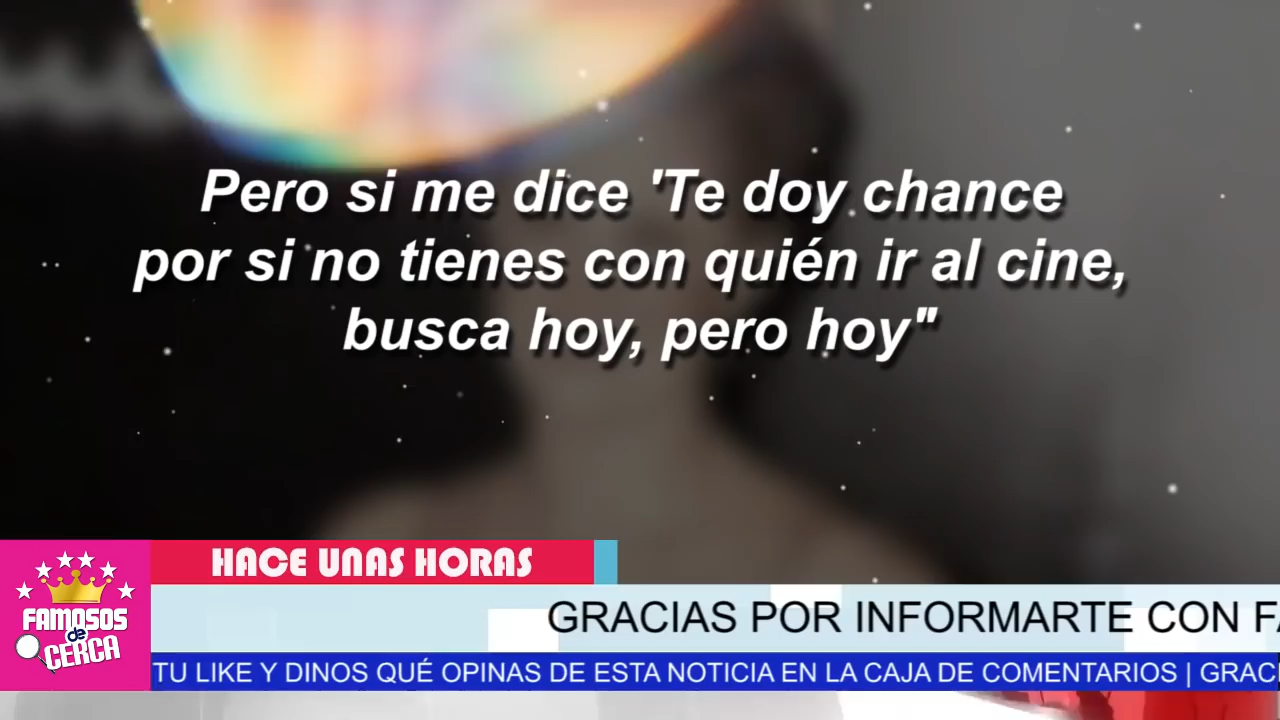 Pero si me dice 'Te doy chance
por si no tienes con quién ir al cine,
busca hoy, pero hoy"
HACE UNAS HORAS
FAMOSOS
de
CERCA
GRACIAS POR INFORMARTE CON
TU LIKE Y DINOS QUÉ OPINAS DE ESTA NOTICIA EN LA CAJA DE COMENTARIOS |